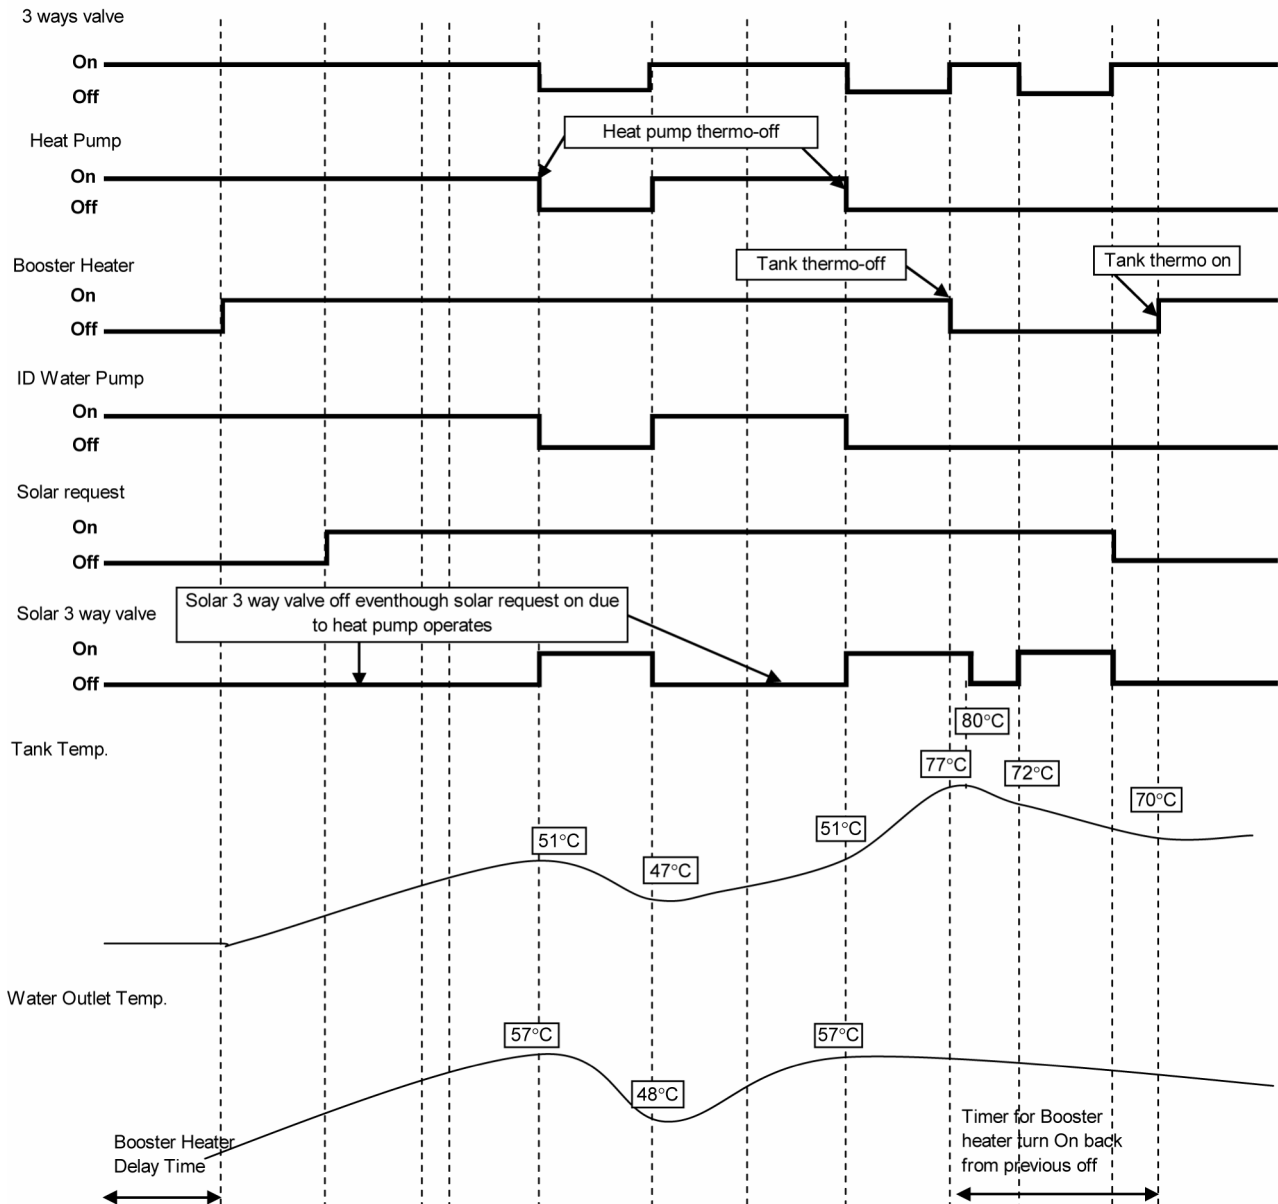 3 ways valve
On
Off
Heat pump thermo-off
Heat Pump
On
Off
Tank thermo-off
Tank thermo on
Booster Heater
On
Off
ID Water Pump
On
Off
Solar request
On
Off
Solar 3 way valve off eventhough solar request on due
to heat pump operates
Solar 3 way valve
On
Off
80°C
Tank Temp.
77°C
72°C
70°C
51°C
51°C
47°C
Water Outlet Temp.
57°C
57°C
48°C
Booster Heater
Delay Time
Timer for Booster
heater turn On back
from previous off